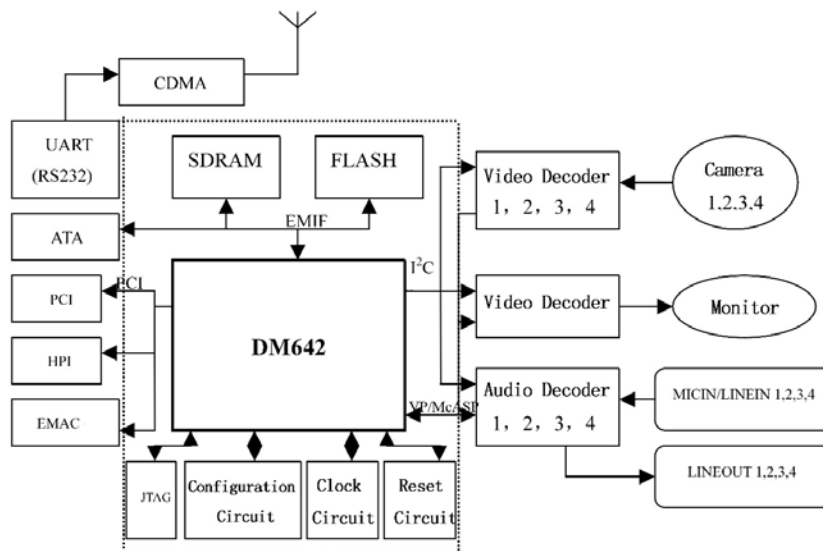 CDMA
UART
(RS232)
SDRAM
FLASH
Video Decoder
1, 2, 3, 4
Camera
1,2,3,4
ATA
EMIF
I²C
PCI
PCI
DM642
Video Decoder
Monitor
HPI
EMAC
VP/McASP
Audio Decoder
1, 2, 3, 4
MICIN/LINEIN 1,2,3,4
LINEOUT 1,2,3,4
JTAG
Configuration
Circuit
Clock
Circuit
Reset
Circuit